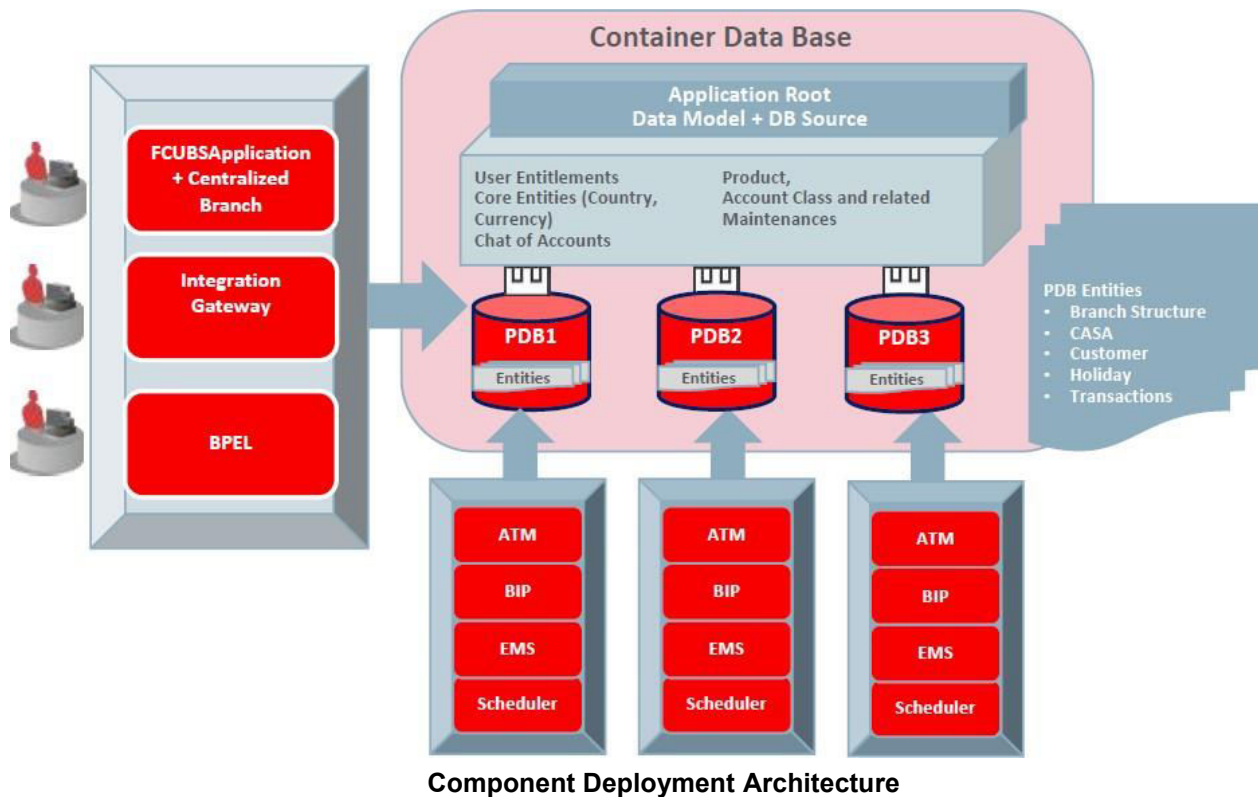 Container Data Base
Application Root
Data Model + DB Source
User Entitlements
Core Entities (Country,
Currency)
Chat of Accounts
Product,
Account Class and related
Maintenances
FCUBSApplication
+ Centralized
Branch
Integration
Gateway
BPEL
PDB1
Entities
PDB2
Entities
PDB3
Entities
PDB Entities
• Branch Structure
• CASA
• Customer
• Holiday
• Transactions
ATM
BIP
EMS
Scheduler
ATM
BIP
EMS
Scheduler
ATM
BIP
EMS
Scheduler
Component Deployment Architecture